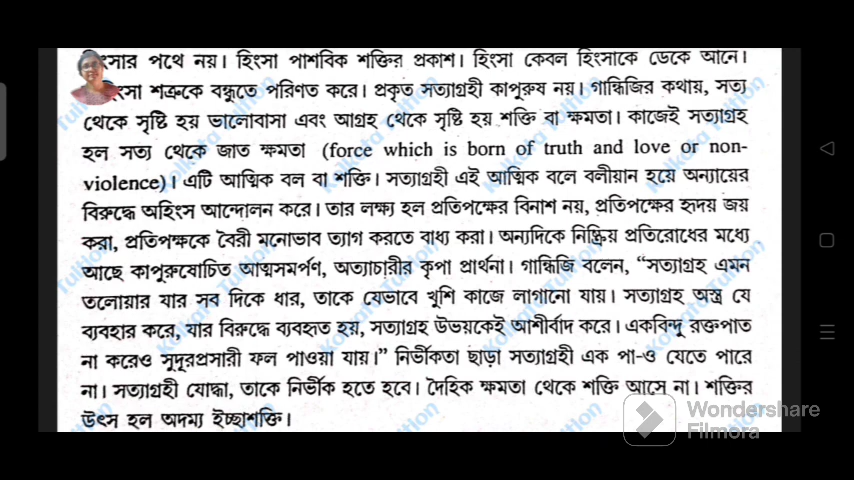 হিংসার পথে নয়। হিংসা পাশবিক শক্তির প্রকাশ। হিংসা কেবল হিংসাকে ডেকে আনে।
শত্রুকে বন্ধুতে পরিণত করে। প্রকৃত সত্যাগ্রহী কাপুরুষ নয়। গান্ধিজির কথায়, সত্য
থেকে সৃষ্টি হয় ভালোবাসা এবং আগ্রহ থেকে সৃষ্টি হয় শক্তি বা ক্ষমতা। কাজেই সত্যাগ্রহ
হল সত্য থেকে জাত ক্ষমতা (force which is born of truth and love or non-
violence)। এটি আত্মিক বল বা শক্তি। সত্যাগ্রহী এই আত্মিক বলে বলীয়ান হয়ে অন্যায়ের
বিরুদ্ধে অহিংস আন্দোলন করে। তার লক্ষ্য হল প্রতিপক্ষের বিনাশ নয়, প্রতিপক্ষের হৃদয় জয়
করা, প্রতিপক্ষকে বৈরী মনোভাব ত্যাগ করতে বাধ্য করা। অন্যদিকে নিষ্ক্রিয় প্রতিরোধের মধ্যে
আছে কাপুরুষোচিত আত্মসমর্পণ, অত্যাচারীর কৃপা প্রার্থনা। গান্ধিজি বলেন, “সত্যাগ্রহ এমন
তলোয়ার যার সব দিকে ধার, তাকে যেভাবে খুশি কাজে লাগানো যায়। সত্যাগ্রহ অস্ত্র যে
ব্যবহার করে, যার বিরুদ্ধে ব্যবহৃত হয়, সত্যাগ্রহ উভয়কেই আশীর্বাদ করে। একবিন্দু রক্তপাত
না করেও সুদূরপ্রসারী ফল পাওয়া যায়।” নির্ভীকতা ছাড়া সত্যাগ্রহী এক পা-ও যেতে পারে
না। সত্যাগ্রহী যোদ্ধা, তাকে নির্ভীক হতে হবে। দৈহিক ক্ষমতা থেকে শক্তি আসে না। শক্তির
উৎস হল অদম্য ইচ্ছাশক্তি।
Wondershare
Filmora
Kolkata Tuition